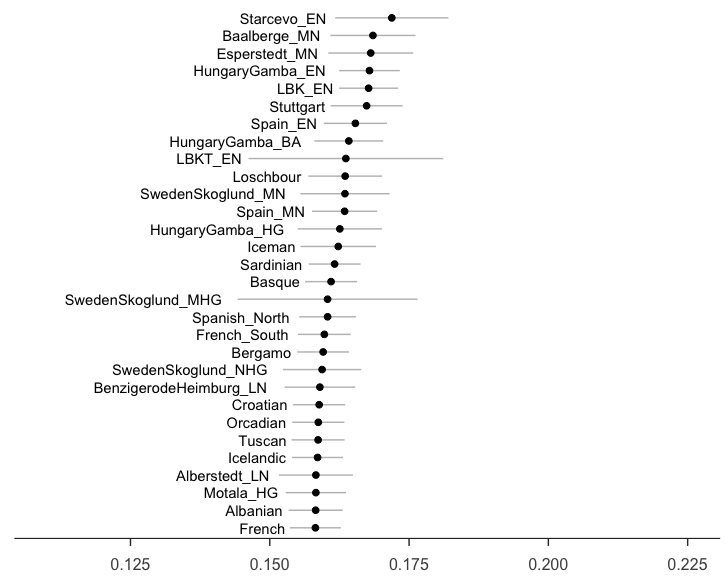 Starcevo_EN
Baalberge_MN
Esperstedt_MN
HungaryGamba_EN
LBK_EN
Stuttgart
Spain_EN
HungaryGamba_BA
LBKT_EN
Loschbour
SwedenSkoglund_MN
Spain_MN
HungaryGamba_HG
Iceman
Sardinian
Basque
SwedenSkoglund_MHG
Spanish_North
French_South
Bergamo
SwedenSkoglund_NHG
BenzigerodeHeimburg_LN
Croatian
Orcadian
Tuscan
Icelandic
Alberstedt_LN
Motala_HG
Albanian
French
0.125 0.150 0.175 0.200 0.225